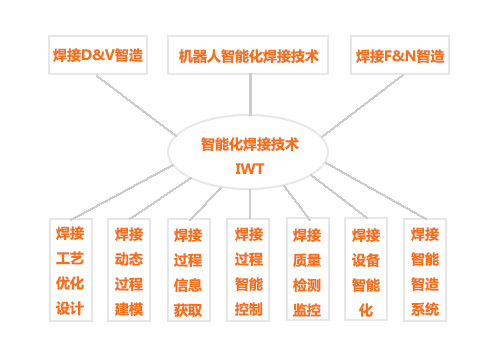 焊接D&V智造
机器人智能化焊接技术
焊接F&N智造
智能化焊接技术
IWT
焊接
工艺
优化
设计
焊接
动态
过程
建模
焊接
过程
信息
获取
焊接
过程
智能
控制
焊接
质量
检测
监控
焊接
设备
智能
化
焊接
智能
智造
系统